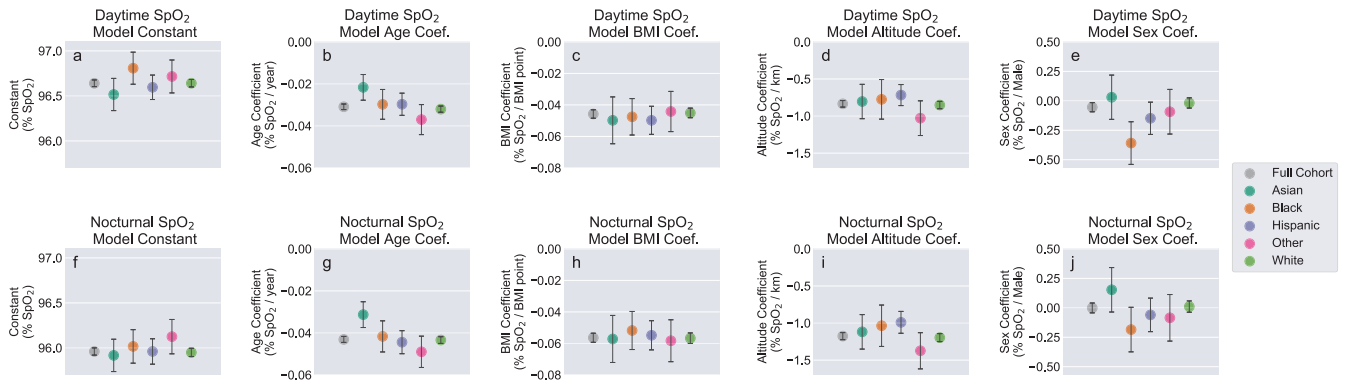 Daytime SpO₂
Model Constant
a
Constant
(% SpO₂)
97.0
96.5
96.0
Daytime SpO₂
Model Age Coef.
b
Age Coefficient
(% SpO₂ / year)
0.00
−0.02
−0.04
−0.06
Daytime SpO₂
Model BMI Coef.
c
BMI Coefficient
(% SpO₂ / BMI point)
0.00
−0.02
−0.04
−0.06
−0.08
Daytime SpO₂
Model Altitude Coef.
d
Altitude Coefficient
(% SpO₂ / km)
0.0
−0.5
−1.0
−1.5
Daytime SpO₂
Model Sex Coef.
e
Sex Coefficient
(% SpO₂ / Male)
0.50
0.25
0.00
−0.25
−0.50
Full Cohort
Asian
Black
Hispanic
Other
White
Nocturnal SpO₂
Model Constant
f
Constant
(% SpO₂)
97.0
96.5
96.0
Nocturnal SpO₂
Model Age Coef.
g
Age Coefficient
(% SpO₂ / year)
0.00
−0.02
−0.04
−0.06
Nocturnal SpO₂
Model BMI Coef.
h
BMI Coefficient
(% SpO₂ / BMI point)
0.00
−0.02
−0.04
−0.06
−0.08
Nocturnal SpO₂
Model Altitude Coef.
i
Altitude Coefficient
(% SpO₂ / km)
0.0
−0.5
−1.0
−1.5
Nocturnal SpO₂
Model Sex Coef.
j
Sex Coefficient
(% SpO₂ / Male)
0.50
0.25
0.00
−0.25
−0.50